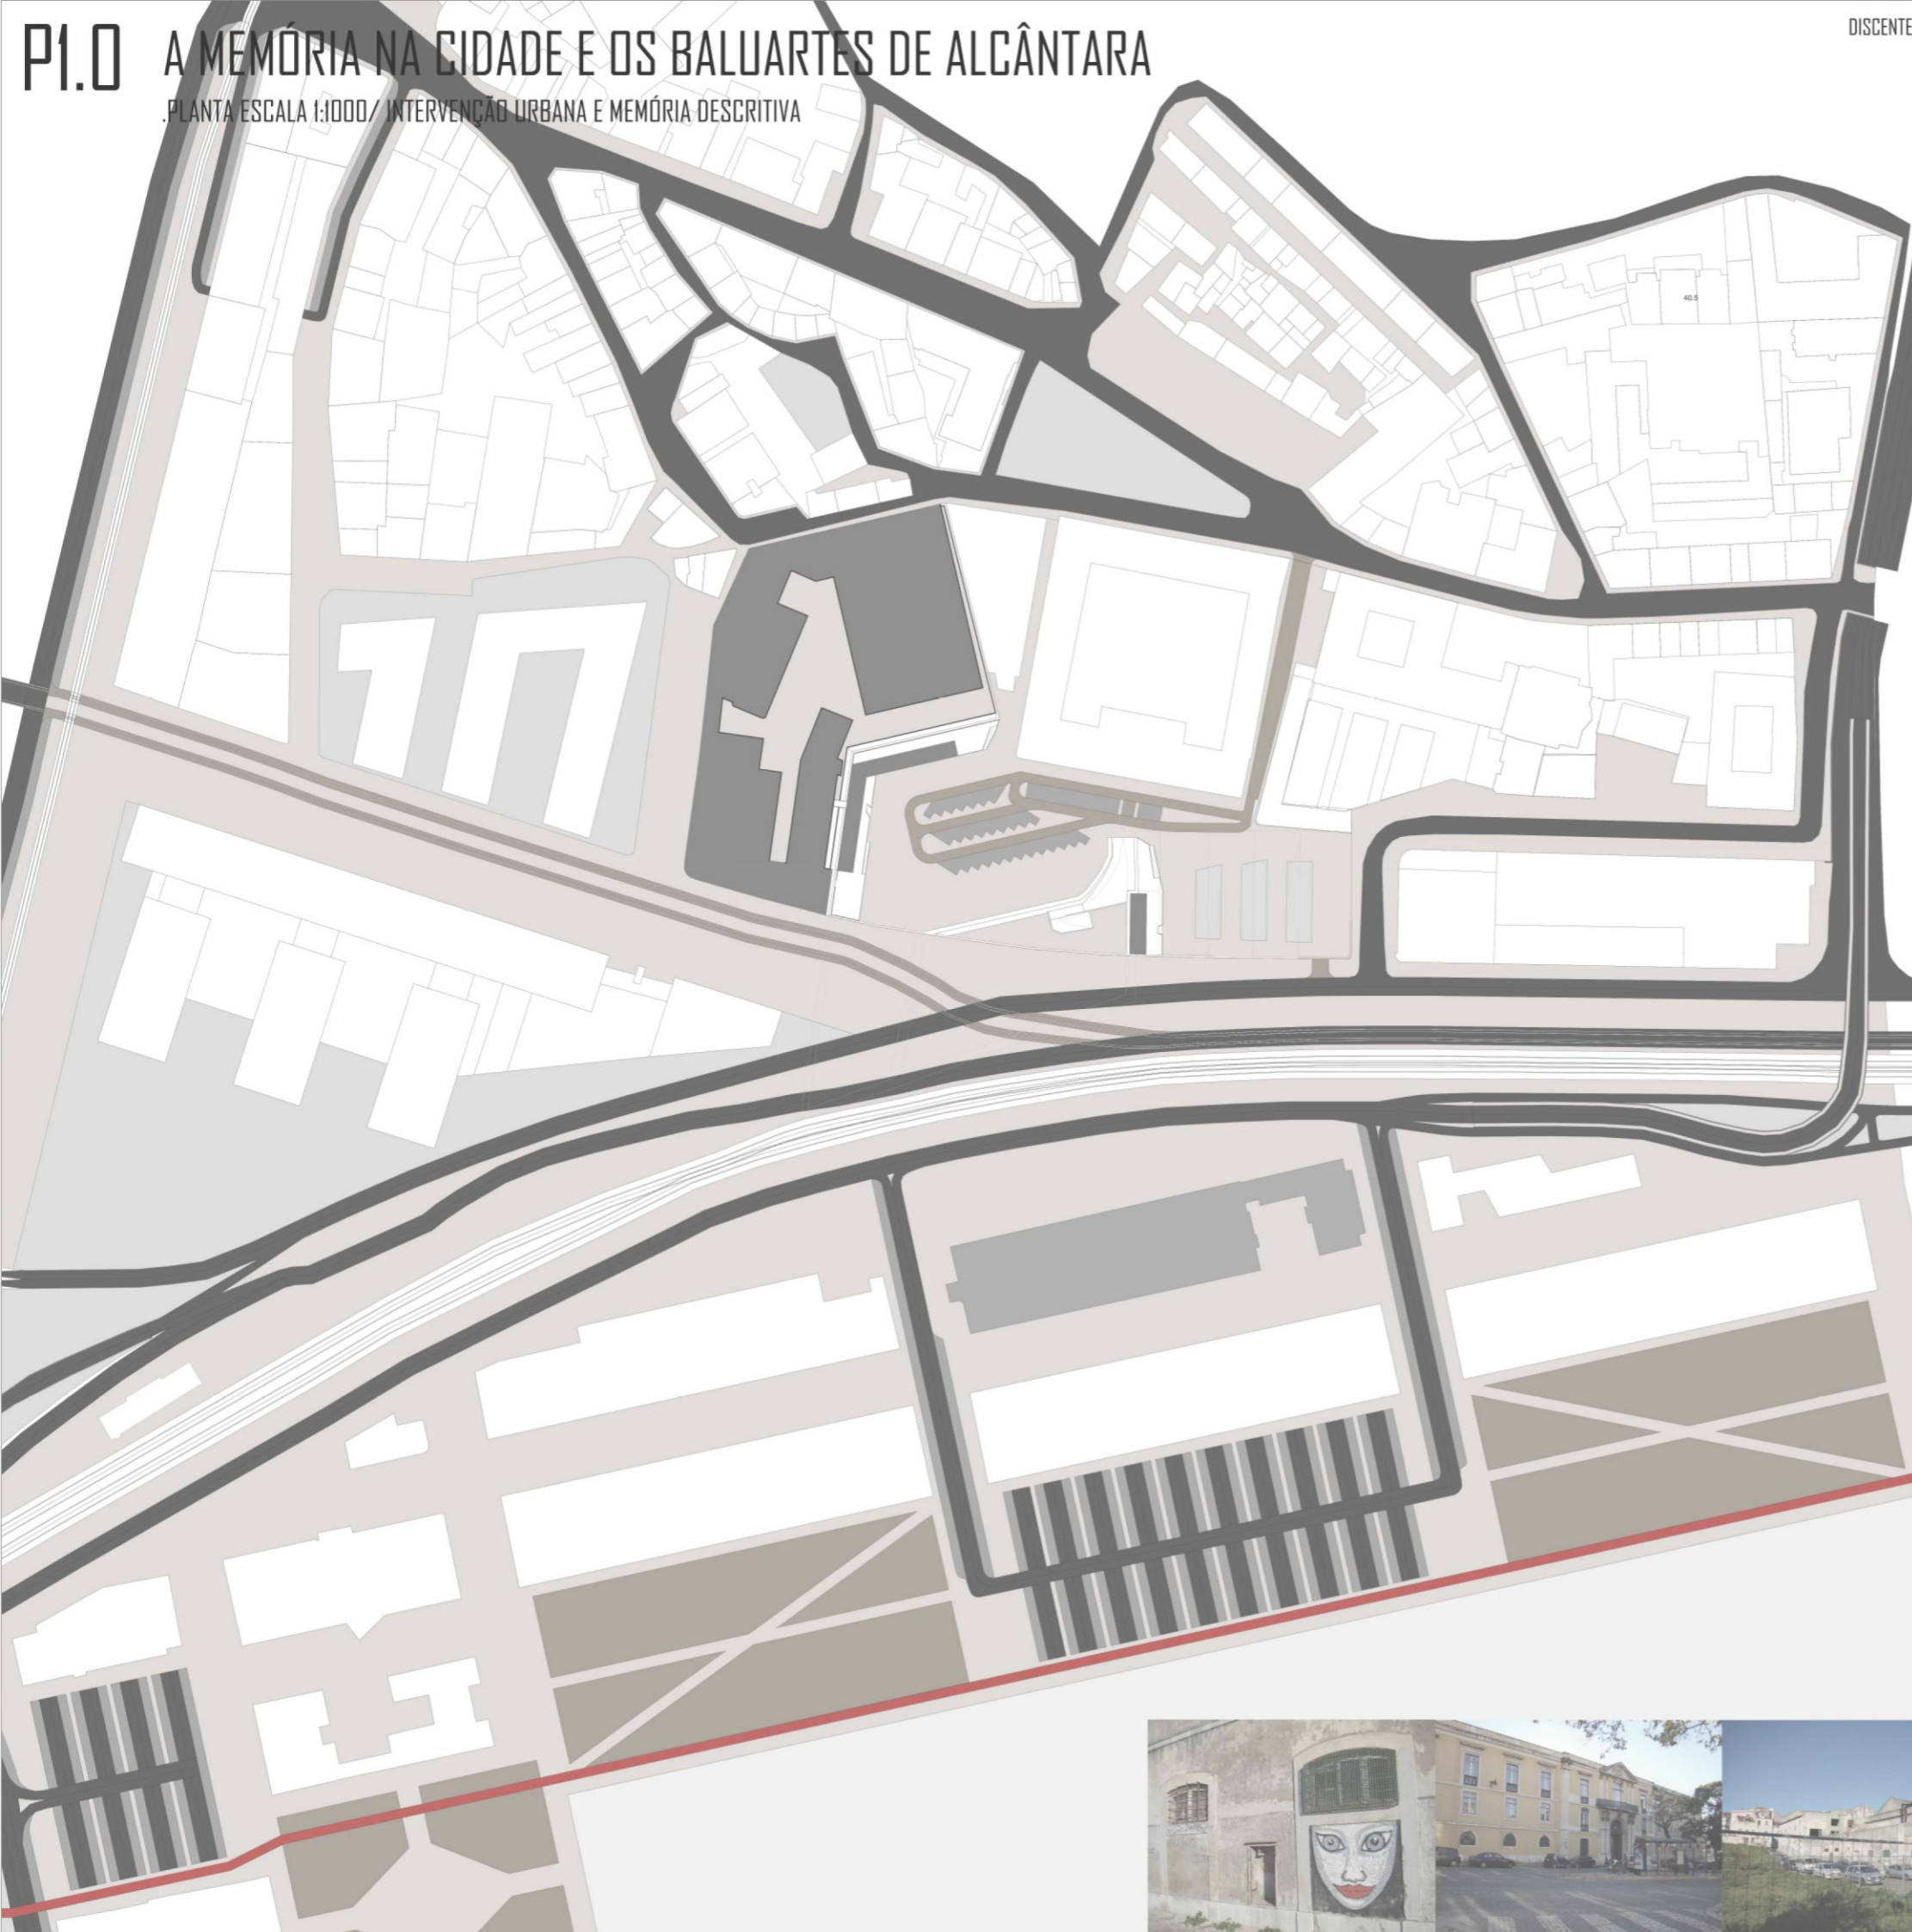 P1.0 A MEMÓRIA NA CIDADE E OS BALUARTES DE ALCÂNTARA
DISCENTE
.PLANTA ESCALA 1:1000/ INTERVENÇÃO URBANA E MEMÓRIA DESCRITIVA
40.5